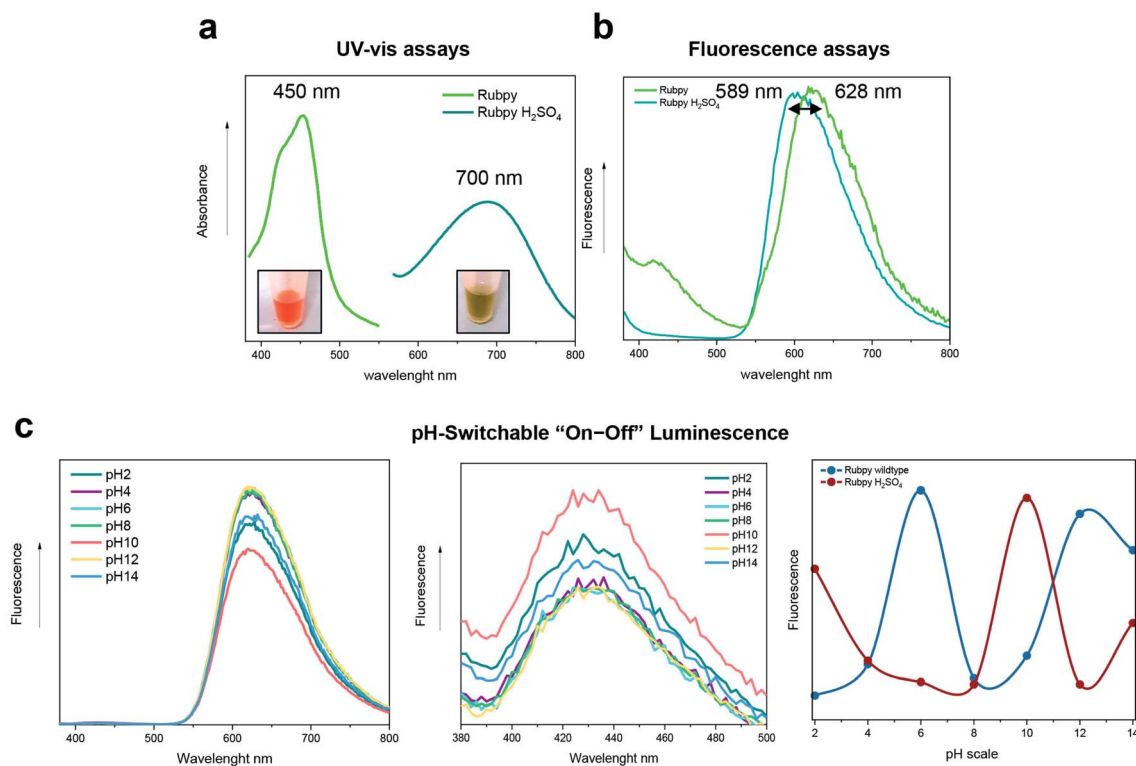 a
UV-vis assays
450 nm
Rubpy
Rubpy H₂SO₄
700 nm
Absorbance
400 500 600 700 800
wavelenght nm
b
Fluorescence assays
Rubpy
Rubpy H₂SO₄
589 nm
628 nm
Fluorescence
400 500 600 700 800
wavelenght nm
c
pH-Switchable “On−Off” Luminescence
pH2
pH4
pH6
pH8
pH10
pH12
pH14
Fluorescence
400 500 600 700 800
Wavelenght nm
pH2
pH4
pH6
pH8
pH10
pH12
pH14
Fluorescence
380 400 420 440 460 480 500
Wavelenght nm
Rubpy wildtype
Rubpy H₂SO₄
Fluorescence
2 4 6 8 10 12 14
pH scale